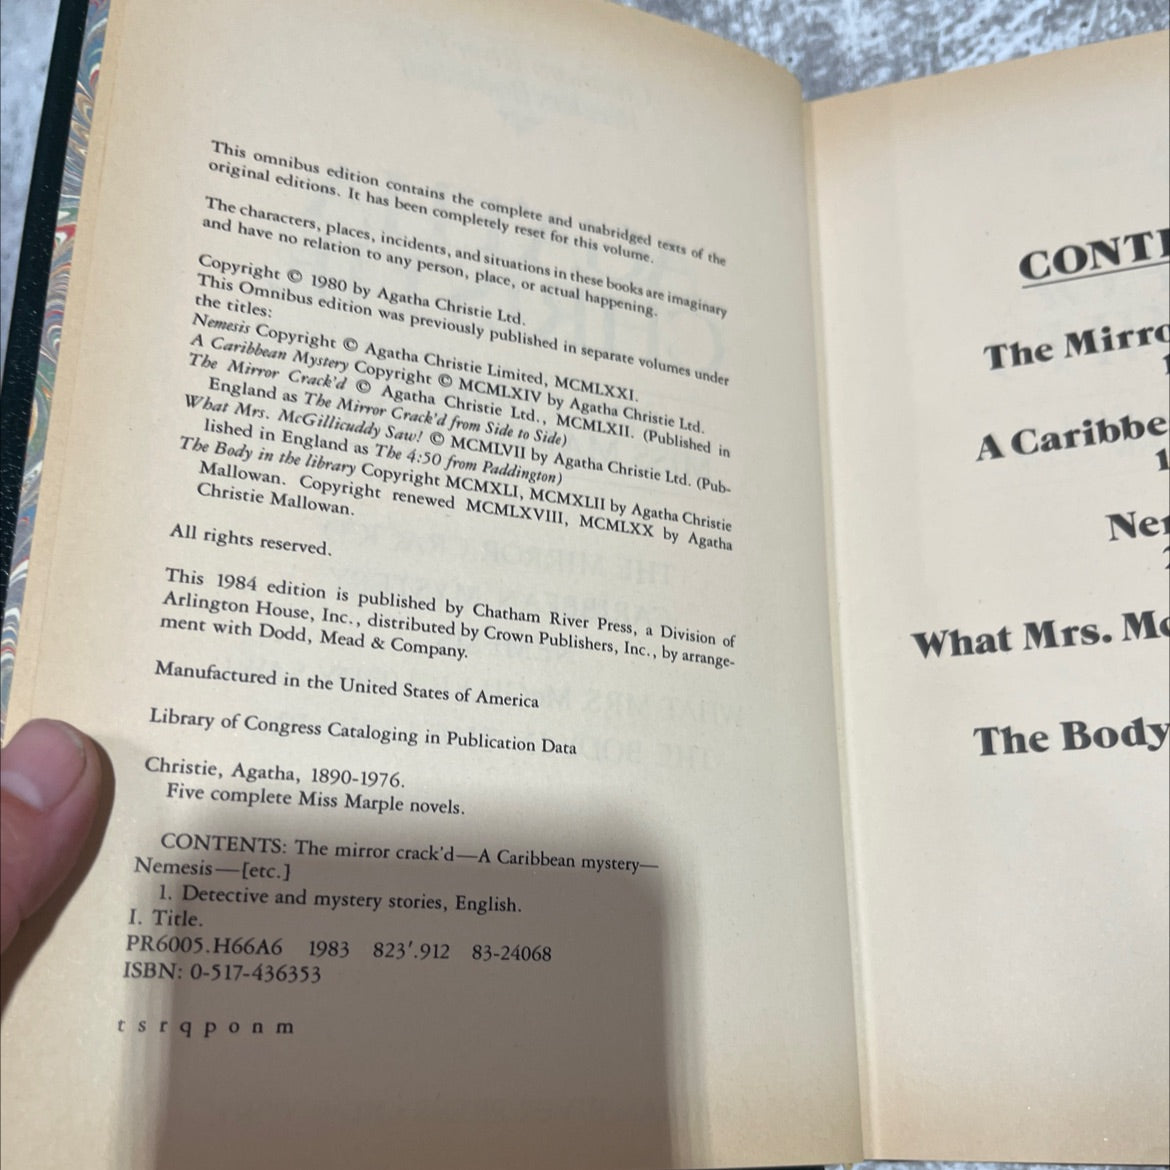 This omnibus edition contains the complete and unabridged texts of the
original editions. It has been completely reset for this volume.
The characters, places, incidents, and situations in these books are imaginary
and have no relation to any person, place, or actual happening.
Copyright © 1980 by Agatha Christie Ltd.
This Omnibus edition was previously published in separate volumes under
the titles:
Nemesis Copyright © Agatha Christie Limited, MCMLXXI.
A Caribbean Mystery Copyright © MCMLXIV by Agatha Christie Ltd.
The Mirror Crack'd © Agatha Christie Ltd., MCMLXII. (Published in
England as The Mirror Crack'd from Side to Side)
What Mrs. McGillicuddy Saw! © MCMLVII by Agatha Christie Ltd. (Pub-
lished in England as The 4:50 from Paddington)
The Body in the library Copyright MCMXLI, MCMXLII by Agatha Christie
Mallowan. Copyright renewed MCMLXVIII, MCMLXX by Agatha
Christie Mallowan.
All rights reserved.
This 1984 edition is published by Chatham River Press, a Division of
Arlington House, Inc., distributed by Crown Publishers, Inc., by arrange-
ment with Dodd, Mead & Company.
Manufactured in the United States of America
Library of Congress Cataloging in Publication Data
Christie, Agatha, 1890-1976.
Five complete Miss Marple novels.
CONTENTS: The mirror crack'd—A Caribbean mystery—
Nemesis—[etc.]
1. Detective and mystery stories, English.
I. Title.
PR6005.H66A6 1983 823'.912 83-24068
ISBN: 0-517-436353
t s r q p o n m
CONT
The Mirro
A Caribbe
1
Ne
What Mrs. Mc
The Body